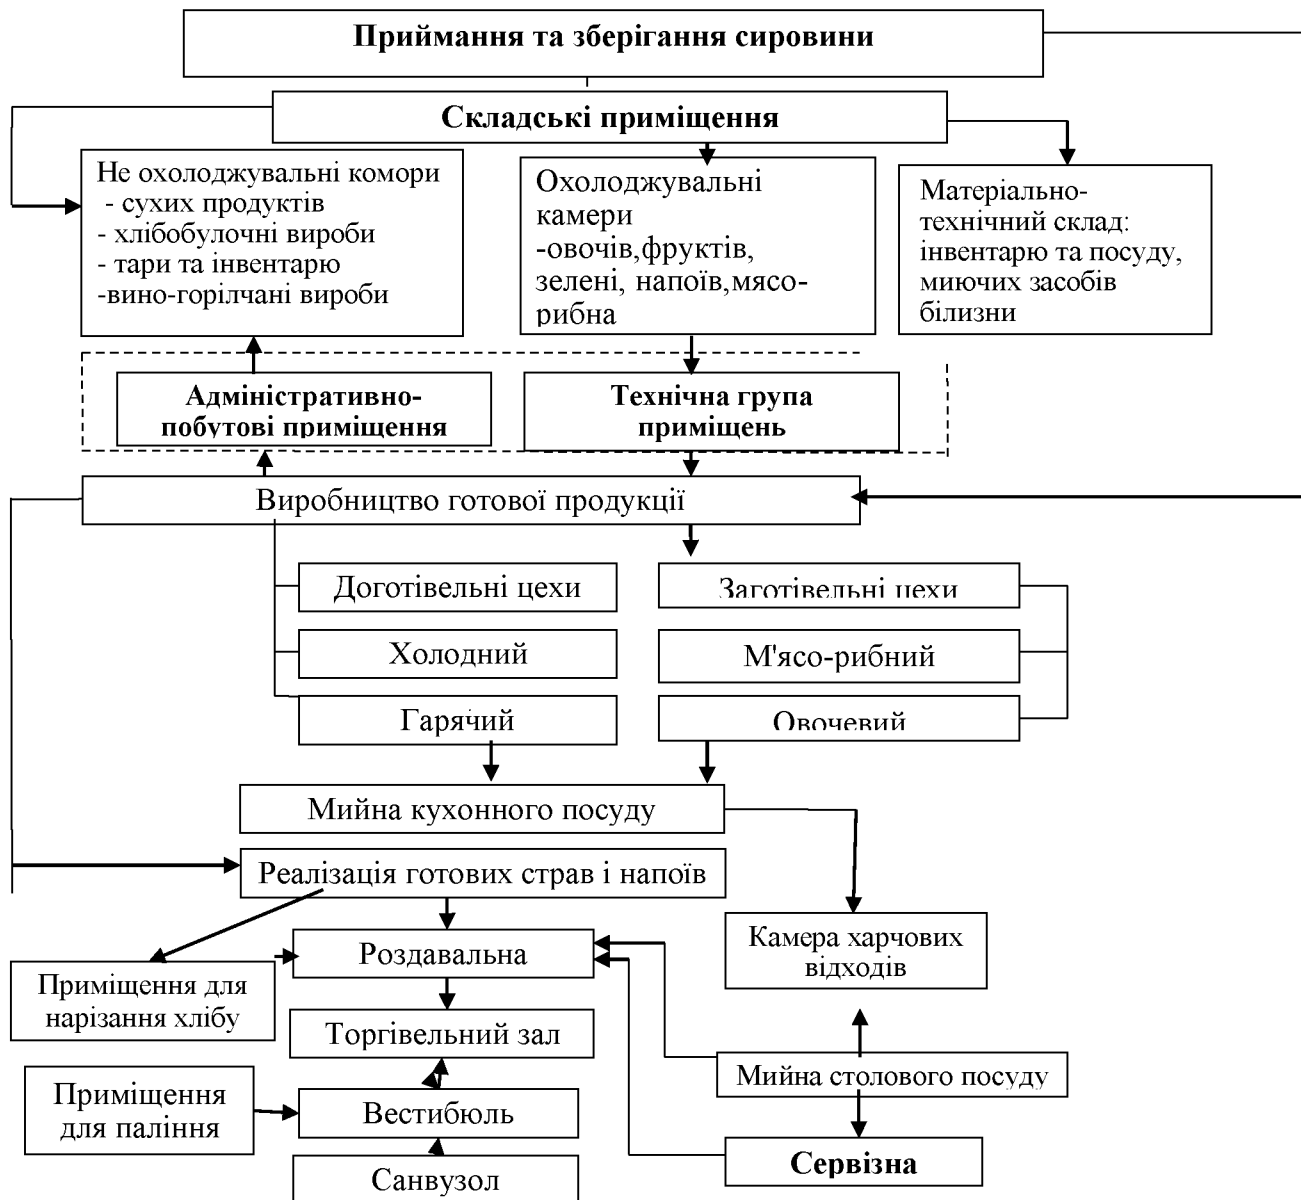 Приймання та зберігання сировини
Складські приміщення
Не охолоджувальні комори
- сухих продуктів
- хлібобулочні вироби
- тари та інвентарю
-вино-горілчані вироби
Охолоджувальні
камери
-овочів,фруктів,
зелені, напоїв,мясо-
рибна
Матеріально-
технічний склад:
інвентарю та посуду,
миючих засобів
білизни
Адміністративно-
побутові приміщення
Технічна група
приміщень
Виробництво готової продукції
Доготівельні цехи
Заготівельні цехи
Холодний
М'ясо-рибний
Гарячий
Овочевий
Мийна кухонного посуду
Реалізація готових страв і напоїв
Камера харчових
відходів
Роздавальна
Приміщення для
нарізання хлібу
Торгівельний зал
Мийна столового посуду
Приміщення
для паління
Вестибюль
Сервізна
Санвузол